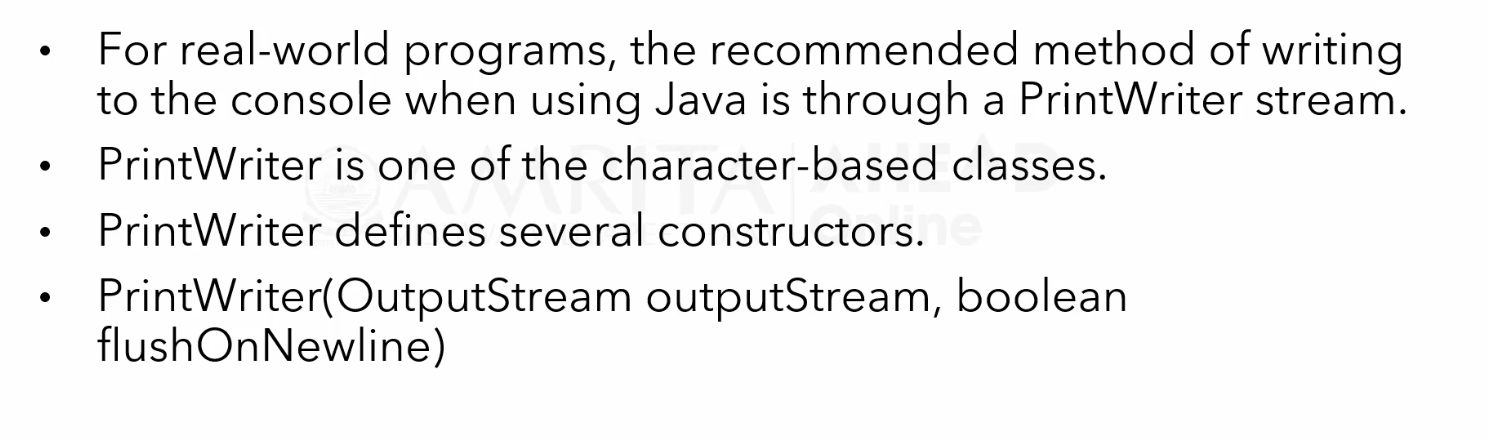 • For real-world programs, the recommended method of writing
to the console when using Java is through a PrintWriter stream.
• PrintWriter is one of the character-based classes.
AMRITA AHEAD
Online
• PrintWriter defines several constructors.
• PrintWriter(OutputStream outputStream, boolean
flushOnNewline)